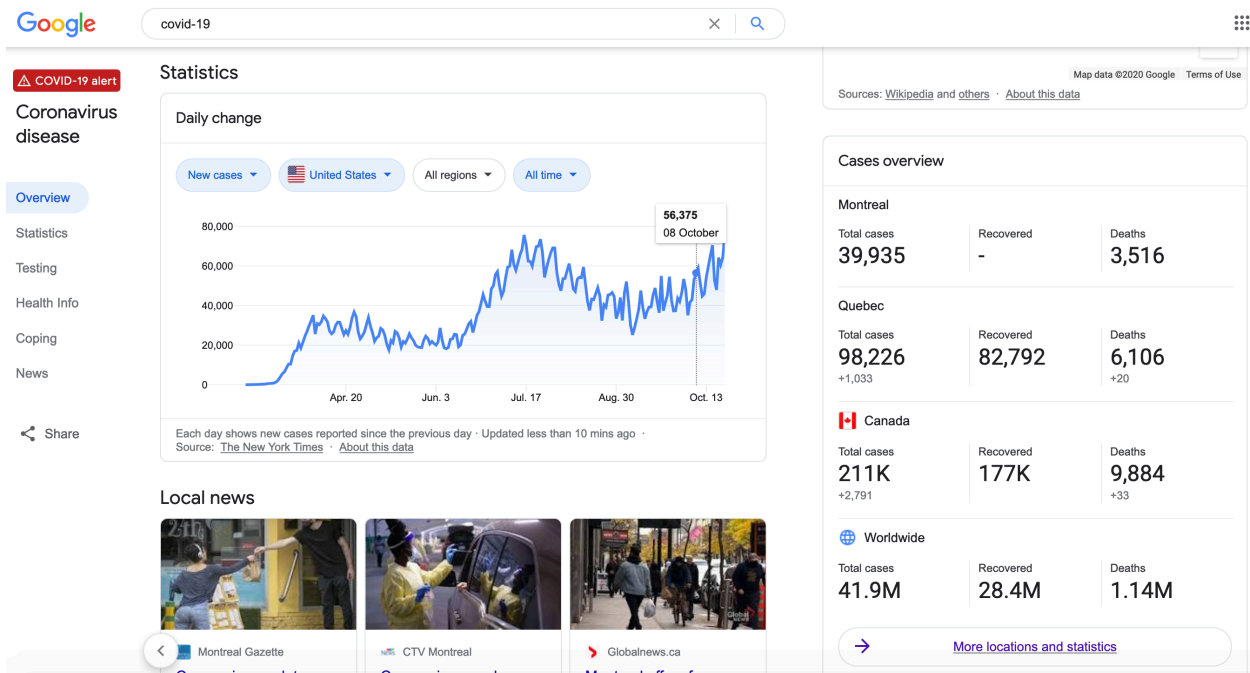 Google
covid-19
COVID-19 alert
Coronavirus
disease
Overview
Statistics
Testing
Health Info
Coping
News
Share
Statistics
Daily change
New cases
United States
All regions
All time
56,375
08 October
80,000
60,000
40,000
20,000
0
Apr. 20
Jun. 3
Jul. 17
Aug. 30
Oct. 13
Each day shows new cases reported since the previous day · Updated less than 10 mins ago ·
Source: The New York Times · About this data
Local news
24th
Global
NEWS
Montreal Gazette
CTV Montreal
Globalnews.ca
Map data ©2020 Google Terms of Use
Sources: Wikipedia and others · About this data
Cases overview
Montreal
Total cases
39,935
Recovered
-
Deaths
3,516
Quebec
Total cases
98,226
+1,033
Recovered
82,792
Deaths
6,106
+20
Canada
Total cases
211K
+2,791
Recovered
177K
Deaths
9,884
+33
Worldwide
Total cases
41.9M
Recovered
28.4M
Deaths
1.14M
More locations and statistics